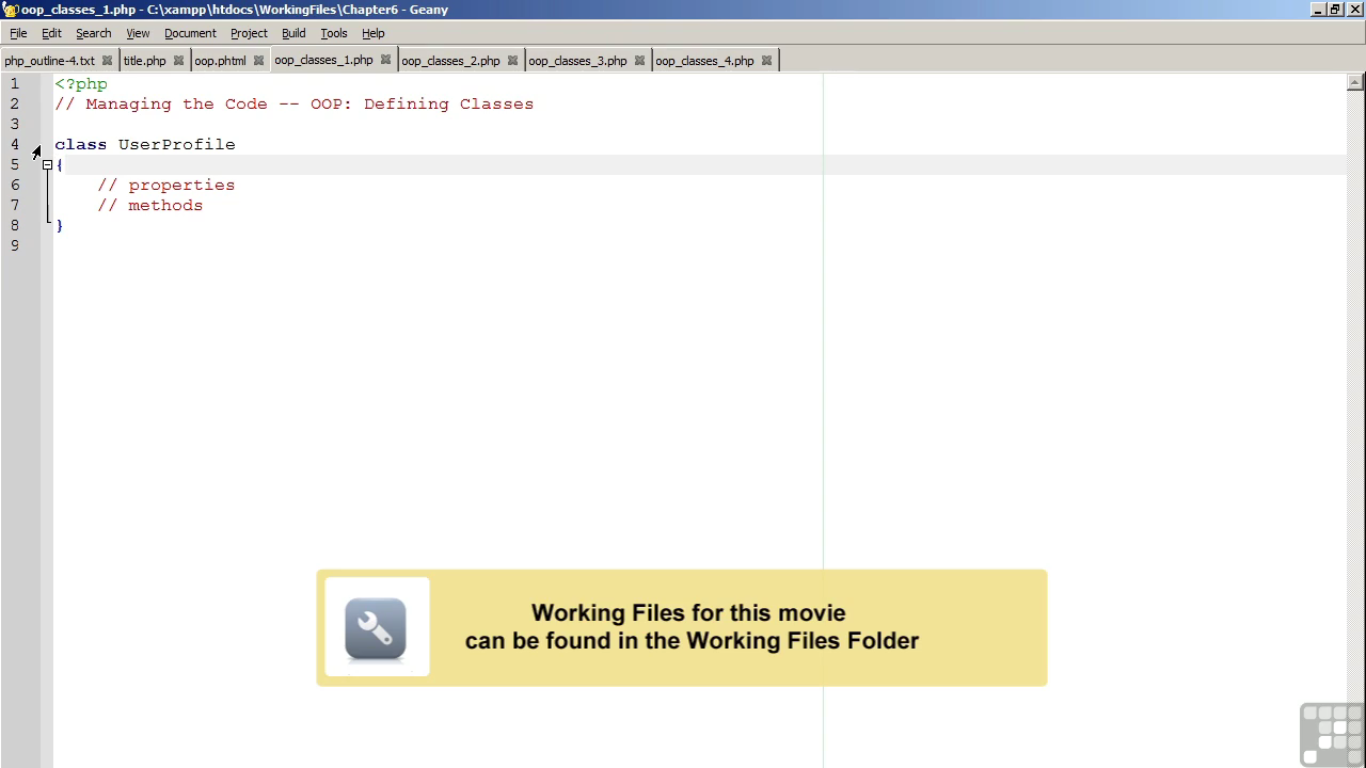 oop_classes_1.php - C:\xampp\htdocs\WorkingFiles\Chapter6 - Geany
File Edit Search View Document Project Build Tools Help
php_outline-4.txt title.php oop.phtml oop_classes_1.php oop_classes_2.php oop_classes_3.php oop_classes_4.php
1 <?php
2 // Managing the Code -- OOP: Defining Classes
3
4 class UserProfile
5 {
6 // properties
7 // methods
8 }
9
Working Files for this movie
can be found in the Working Files Folder